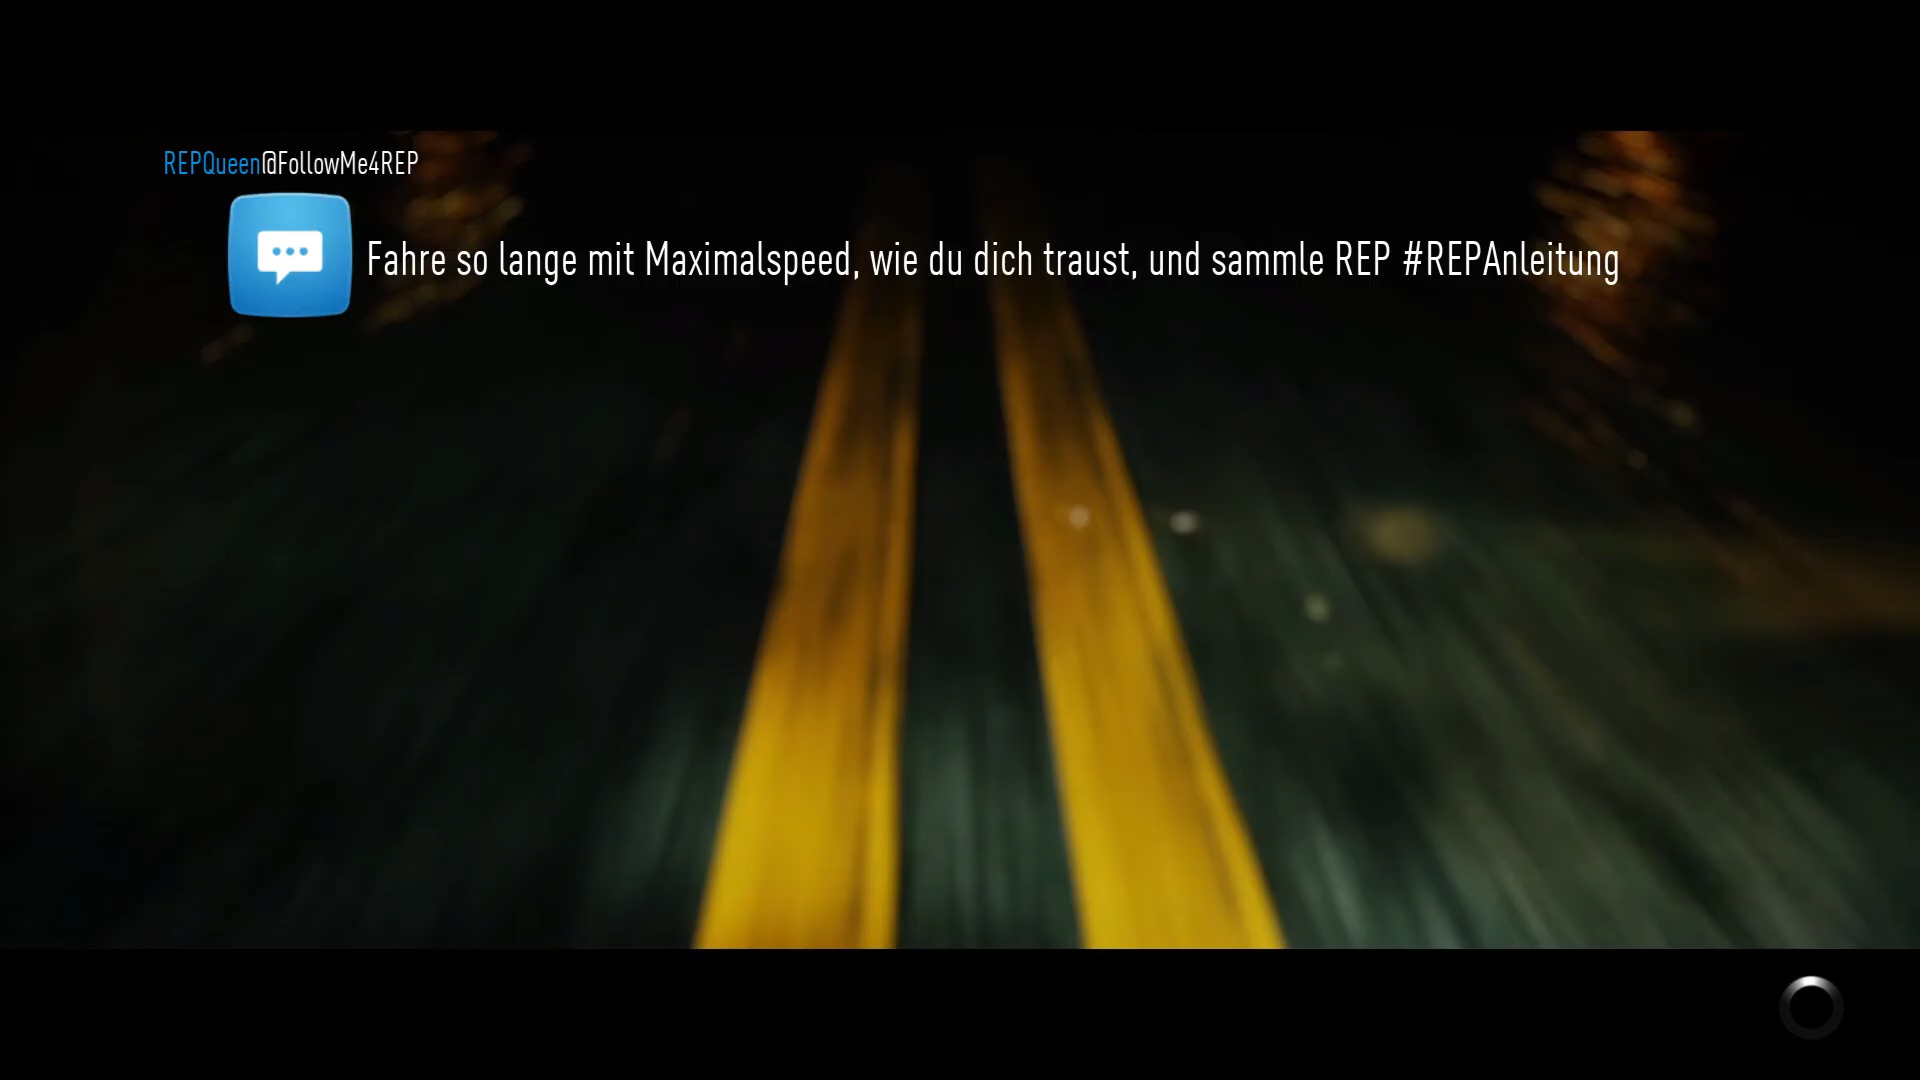 REPQueen@FollowMe4REP
Fahre so lange mit Maximalspeed, wie du dich traust, und sammle REP #REPAnleitung